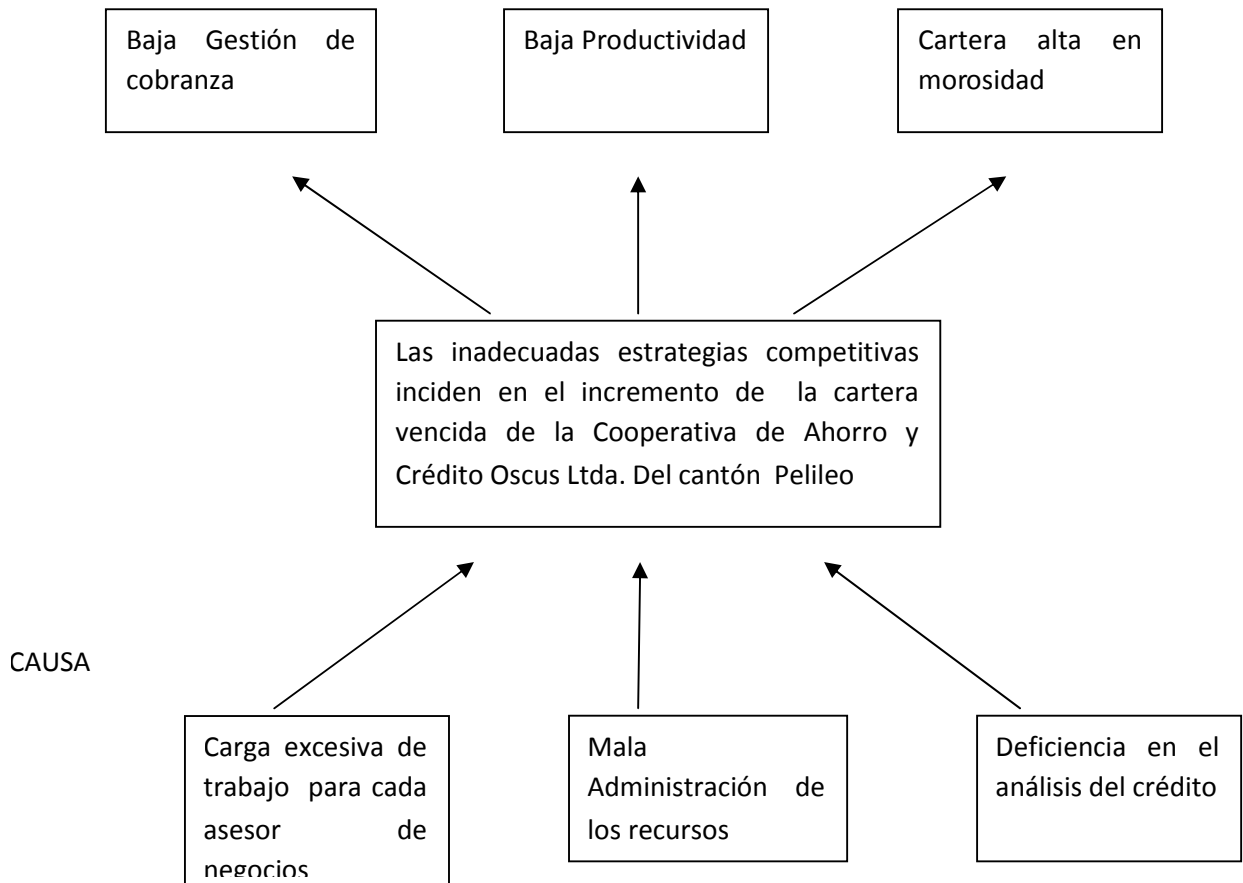 Baja Gestión de
cobranza
Baja Productividad
Cartera alta en
morosidad
Las inadecuadas estrategias competitivas
inciden en el incremento de la cartera
vencida de la Cooperativa de Ahorro y
Crédito Oscus Ltda. Del cantón Pelileo
CAUSA
Carga excesiva de
trabajo para cada
asesor de
negocios
Mala
Administración de
los recursos
Deficiencia en el
análisis del crédito